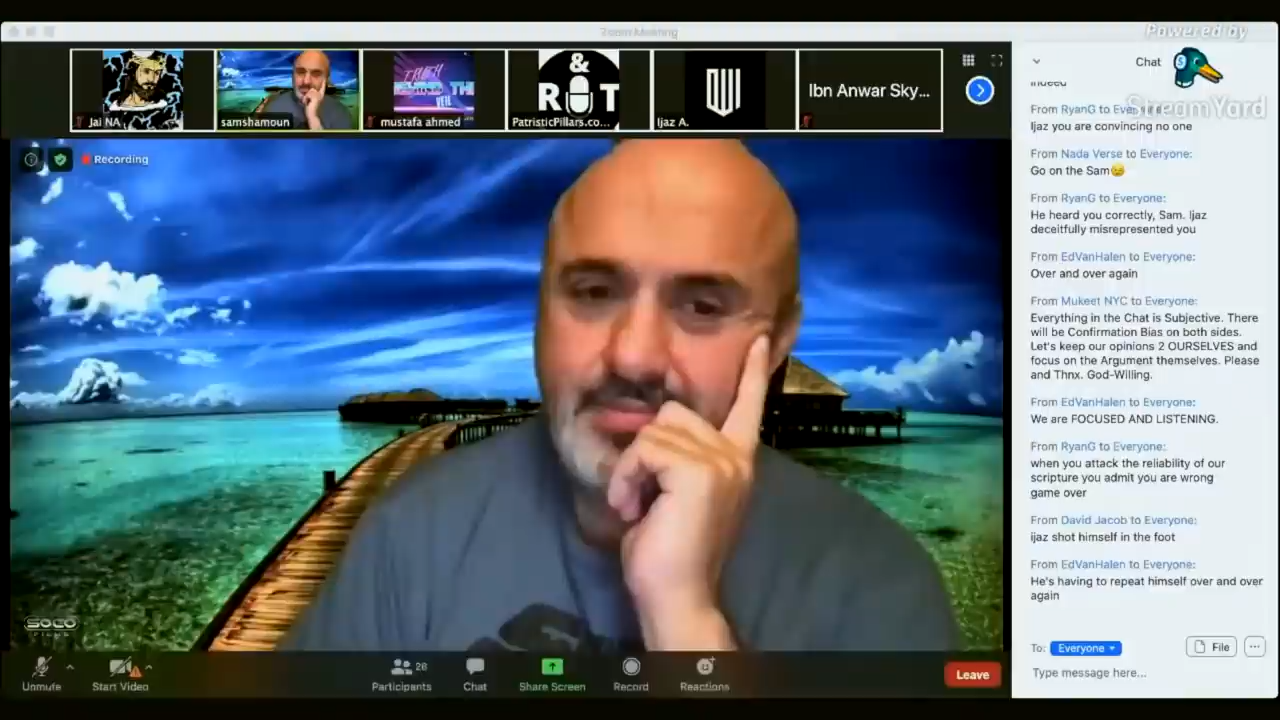 Zoom Meeting
Powered by
StreamYard
Jai NA
samshamoun
TRUTH
BEHIND THE
VEIL
mustafa ahmed
&
R T
PatristicPillars.co...
Ijaz A.
Ibn Anwar Sky...
Recording
SOCO
FILMS
Chat
indeed
From RyanG to Everyone:
Ijaz you are convincing no one
From Nada Verse to Everyone:
Go on the Sam😉
From RyanG to Everyone:
He heard you correctly, Sam. Ijaz
deceitfully misrepresented you
From EdVanHalen to Everyone:
Over and over again
From Mukeet NYC to Everyone:
Everything in the Chat is Subjective. There
will be Confirmation Bias on both sides.
Let's keep our opinions 2 OURSELVES and
focus on the Argument themselves. Please
and Thnx. God-Willing.
From EdVanHalen to Everyone:
We are FOCUSED AND LISTENING.
From RyanG to Everyone:
when you attack the reliability of our
scripture you admit you are wrong
game over
From David Jacob to Everyone:
ijaz shot himself in the foot
From EdVanHalen to Everyone:
He's having to repeat himself over and over
again
To: Everyone
File
Type message here...
Unmute
Start Video
Participants
28
Chat
Share Screen
Record
Reactions
Leave